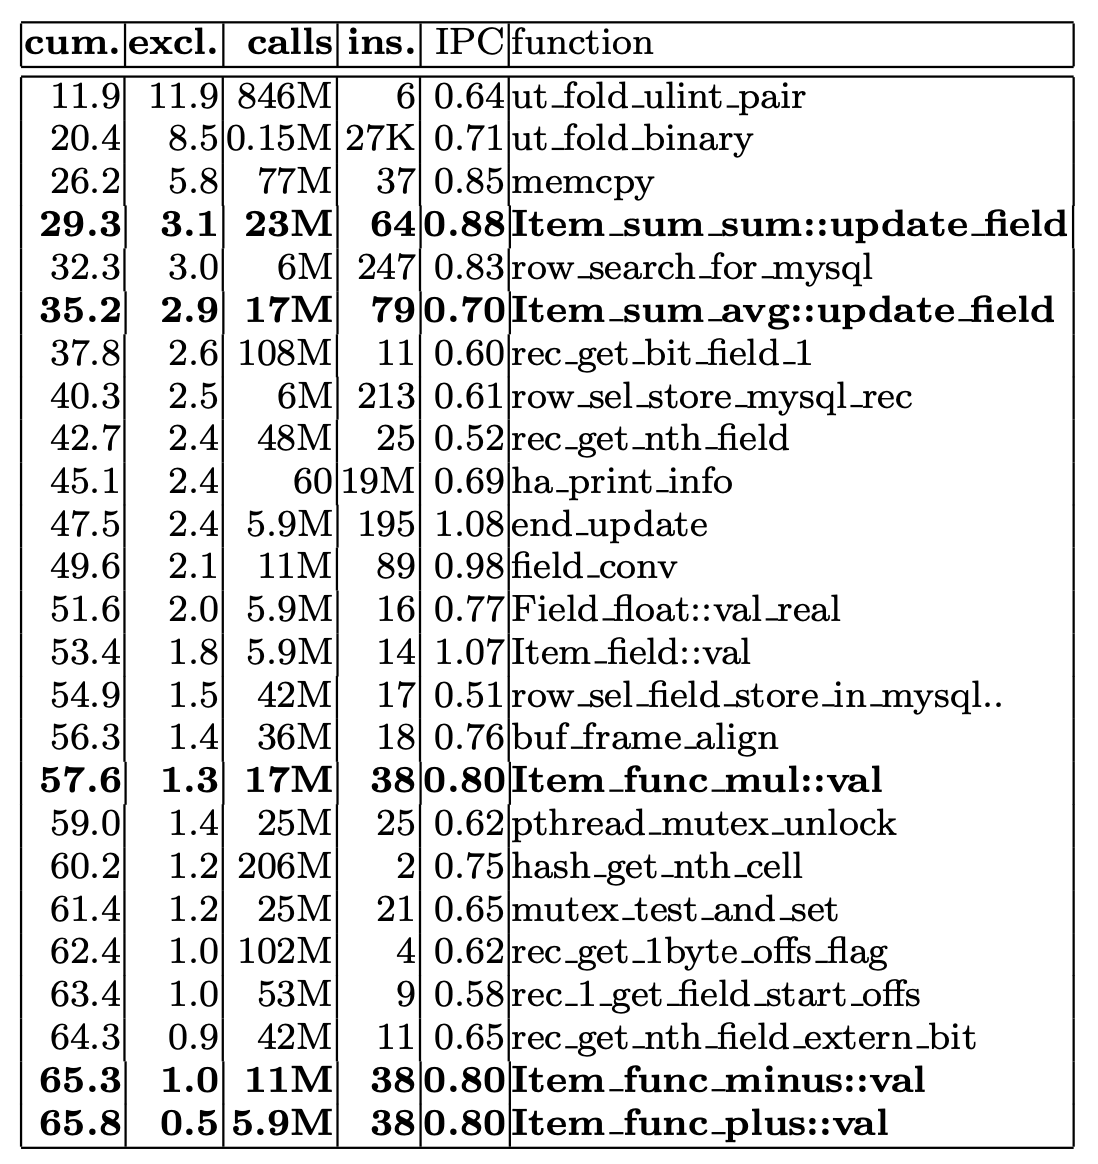 cum. excl. calls ins. IPC function
11.9 11.9 846M 6 0.64 ut_fold_ulint_pair
20.4 8.5 0.15M 27K 0.71 ut_fold_binary
26.2 5.8 77M 37 0.85 memcpy
29.3 3.1 23M 64 0.88 Item_sum_sum::update_field
32.3 3.0 6M 247 0.83 row_search_for_mysql
35.2 2.9 17M 79 0.70 Item_sum_avg::update_field
37.8 2.6 108M 11 0.60 rec_get_bit_field_1
40.3 2.5 6M 213 0.61 row_sel_store_mysql_rec
42.7 2.4 48M 25 0.52 rec_get_nth_field
45.1 2.4 60 19M 0.69 ha_print_info
47.5 2.4 5.9M 195 1.08 end_update
49.6 2.1 11M 89 0.98 field_conv
51.6 2.0 5.9M 16 0.77 Field_float::val_real
53.4 1.8 5.9M 14 1.07 Item_field::val
54.9 1.5 42M 17 0.51 row_sel_field_store_in_mysql..
56.3 1.4 36M 18 0.76 buf_frame_align
57.6 1.3 17M 38 0.80 Item_func_mul::val
59.0 1.4 25M 25 0.62 pthread_mutex_unlock
60.2 1.2 206M 2 0.75 hash_get_nth_cell
61.4 1.2 25M 21 0.65 mutex_test_and_set
62.4 1.0 102M 4 0.62 rec_get_1byte_offs_flag
63.4 1.0 53M 9 0.58 rec_1_get_field_start_offs
64.3 0.9 42M 11 0.65 rec_get_nth_field_extern_bit
65.3 1.0 11M 38 0.80 Item_func_minus::val
65.8 0.5 5.9M 38 0.80 Item_func_plus::val